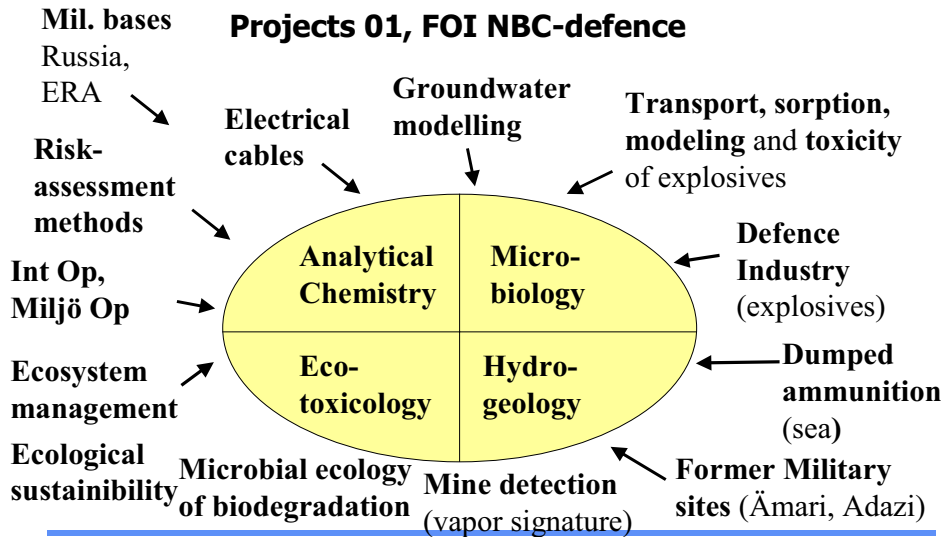 Projects 01, FOI NBC-defence
Mil. bases
Russia,
ERA
Electrical
cables
Groundwater
modelling
Transport, sorption,
modeling and toxicity
of explosives
Risk-
assessment
methods
Defence
Industry
(explosives)
Int Op,
Miljö Op
Analytical
Chemistry
Micro-
biology
Eco-
toxicology
Hydro-
geology
Dumped
ammunition
(sea)
Ecosystem
management
Ecological
sustainibility
Microbial ecology
of biodegradation
Mine detection
(vapor signature)
Former Military
sites (Ämari, Adazi)